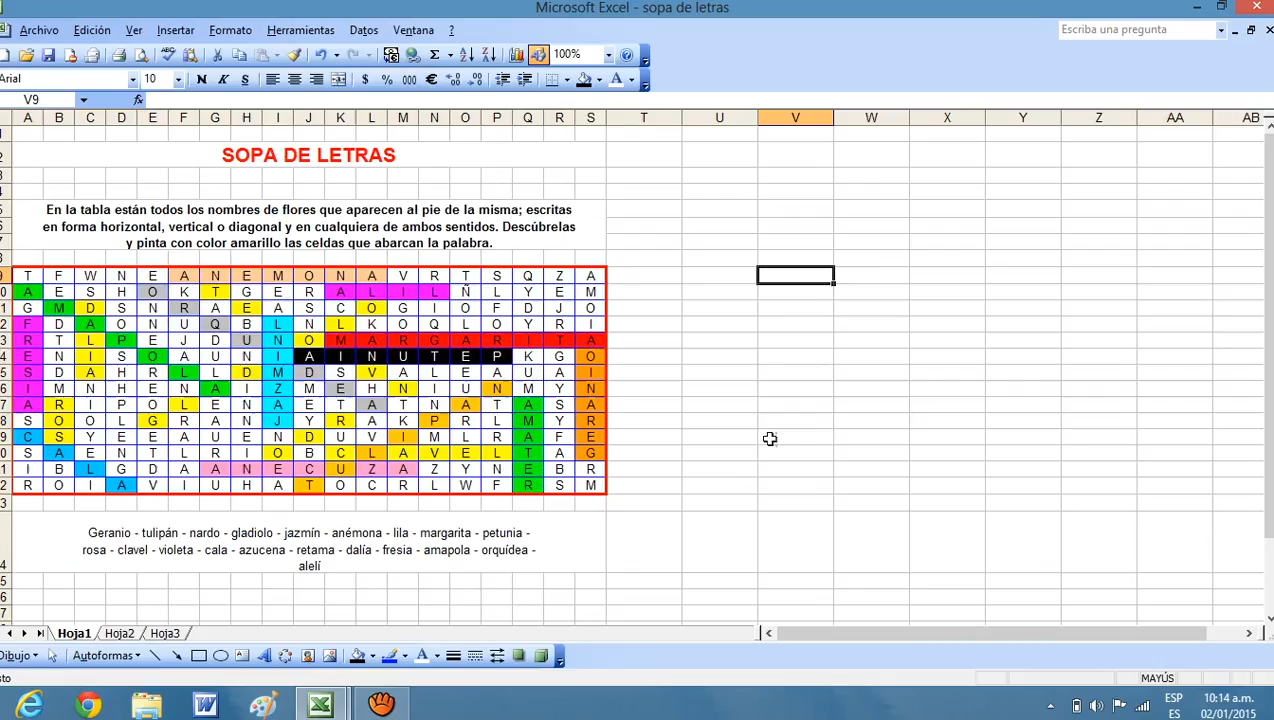 Microsoft Excel - sopa de letras
Archivo Edición Ver Insertar Formato Herramientas Datos Ventana ? Escriba una pregunta
100%
Arial 10 N K S $ % 000 €
V9 fx
A B C D E F G H I J K L M N O P Q R S T U V W X Y Z AA AB
SOPA DE LETRAS
En la tabla están todos los nombres de flores que aparecen al pie de la misma; escritas
en forma horizontal, vertical o diagonal y en cualquiera de ambos sentidos. Descúbrelas
y pinta con color amarillo las celdas que abarcan la palabra.
T F W N E A N E M O N A V R T S Q Z A
A E S H O K T G E R A L I L Ñ L Y E M
G M D S N R A E A S C O G I O F D J O
F D A O N U Q B L N L K O Q L O Y R I
R T L P E J D U N O M A R G A R I T A
E N I S O A U N I A I N U T E P K G O
S D A H R L L D M D S V A L E A U A I
I M N H E N A I Z M E H N I U N M Y N
A R I P O L E N A E T A T N A T A S A
S O O L G R A N J Y R A K P R L M Y R
C S Y E E A U E N D U V I M L R A F E
S A E N T L R I O B C L A V E L T A G
I B L G D A A N E C U Z A Z Y N E B R
R O I A V I U H A T O C R L W F R S M
Geranio - tulipán - nardo - gladiolo - jazmín - anémona - lila - margarita - petunia -
rosa - clavel - violeta - cala - azucena - retama - dalía - fresia - amapola - orquídea -
alelí
Hoja1 Hoja2 Hoja3
Dibujo Autoformas
MAYÚS
ESP 10:14 a.m.
ES 02/01/2015